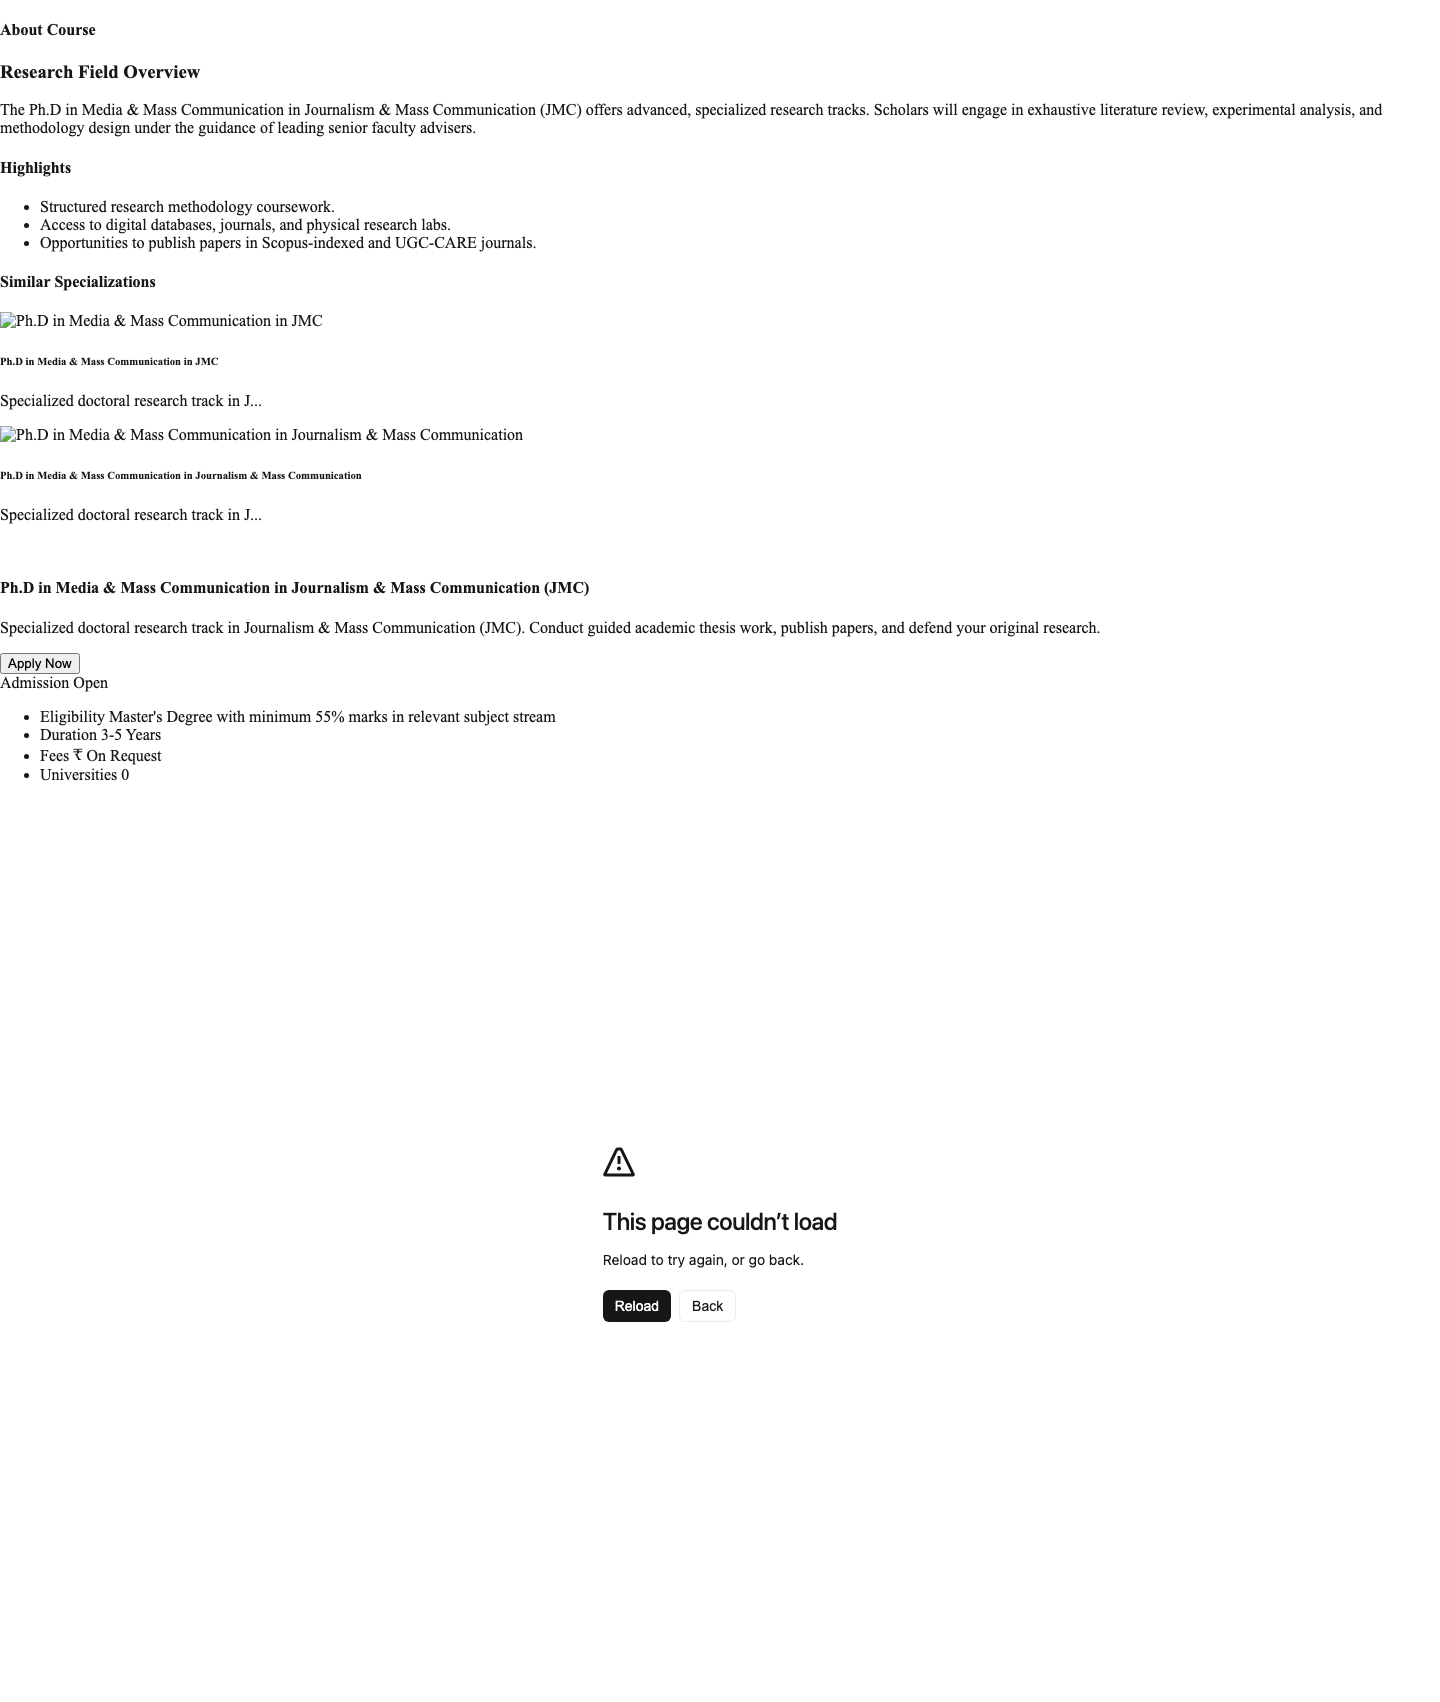 About Course
Research Field Overview
The Ph.D in Media & Mass Communication in Journalism & Mass Communication (JMC) offers advanced, specialized research tracks. Scholars will engage in exhaustive literature review, experimental analysis, and
methodology design under the guidance of leading senior faculty advisers.
Highlights
Structured research methodology coursework.
Access to digital databases, journals, and physical research labs.
Opportunities to publish papers in Scopus-indexed and UGC-CARE journals.
Similar Specializations
Ph.D in Media & Mass Communication in JMC
Ph.D in Media & Mass Communication in JMC
Specialized doctoral research track in J...
Ph.D in Media & Mass Communication in Journalism & Mass Communication
Ph.D in Media & Mass Communication in Journalism & Mass Communication
Specialized doctoral research track in J...
Ph.D in Media & Mass Communication in Journalism & Mass Communication (JMC)
Specialized doctoral research track in Journalism & Mass Communication (JMC). Conduct guided academic thesis work, publish papers, and defend your original research.
Apply Now
Admission Open
Eligibility Master's Degree with minimum 55% marks in relevant subject stream
Duration 3-5 Years
Fees ₹ On Request
Universities 0
This page couldn’t load
Reload to try again, or go back.
Reload Back